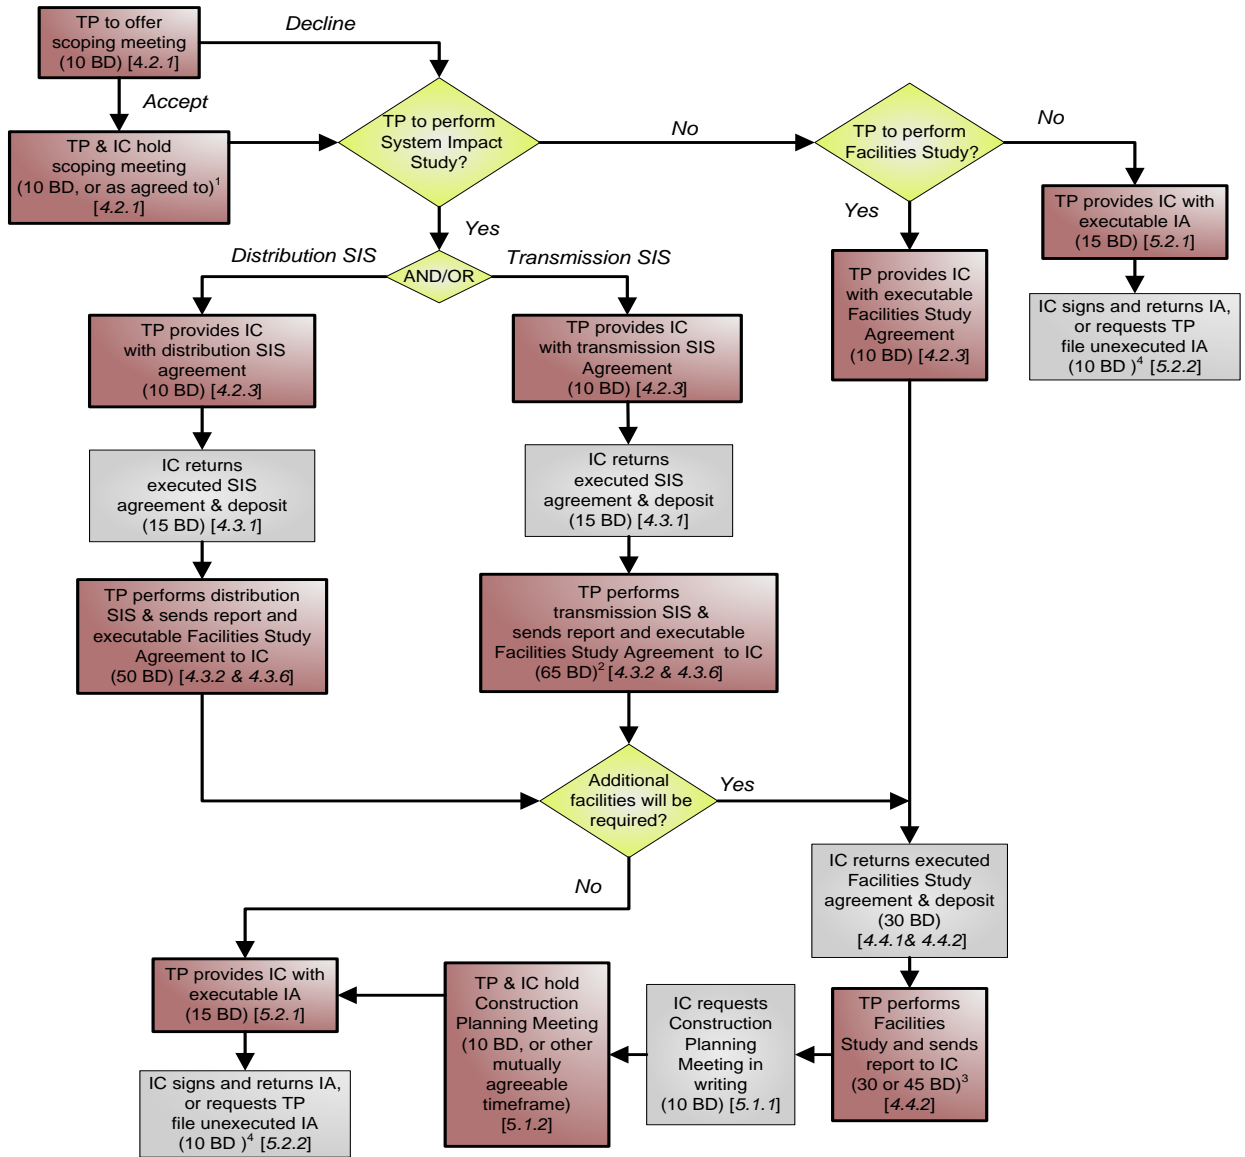 TP to offer
scoping meeting
(10 BD) [4.2.1]
Decline
Accept
TP & IC hold
scoping meeting
(10 BD, or as agreed to)1
[4.2.1]
TP to perform
System Impact
Study?
No
TP to perform
Facilities Study?
No
Yes
Yes
TP provides IC with
executable IA
(15 BD) [5.2.1]
IC signs and returns IA,
or requests TP
file unexecuted IA
(10 BD )4 [5.2.2]
TP provides IC
with executable
Facilities Study
Agreement
(10 BD) [4.2.3]
Distribution SIS
AND/OR
Transmission SIS
TP provides IC
with distribution SIS
agreement
(10 BD) [4.2.3]
TP provides IC
with transmission SIS
Agreement
(10 BD) [4.2.3]
IC returns
executed SIS
agreement & deposit
(15 BD) [4.3.1]
IC returns
executed SIS
agreement & deposit
(15 BD) [4.3.1]
TP performs distribution
SIS & sends report and
executable Facilities Study
Agreement to IC
(50 BD) [4.3.2 & 4.3.6]
TP performs
transmission SIS &
sends report and executable
Facilities Study Agreement to IC
(65 BD)2 [4.3.2 & 4.3.6]
Additional
facilities will be
required?
Yes
No
IC returns executed
Facilities Study
agreement & deposit
(30 BD)
[4.4.1& 4.4.2]
TP performs
Facilities
Study and sends
report to IC
(30 or 45 BD)3
[4.4.2]
IC requests
Construction
Planning
Meeting in
writing
(10 BD) [5.1.1]
TP & IC hold
Construction
Planning Meeting
(10 BD, or other
mutually
agreeable
timeframe)
[5.1.2]
TP provides IC with
executable IA
(15 BD) [5.2.1]
IC signs and returns IA,
or requests TP
file unexecuted IA
(10 BD )4 [5.2.2]